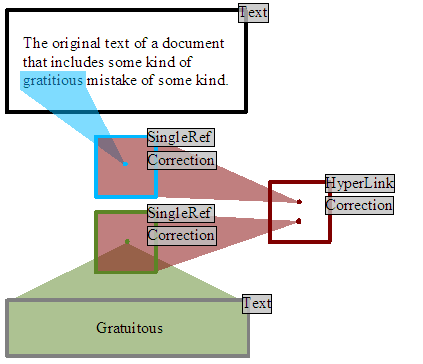 Text
The original text of a document
that includes some kind of
gratitious mistake of some kind.
SingleRef
Correction
HyperLink
Correction
SingleRef
Correction
Text
Gratuitous